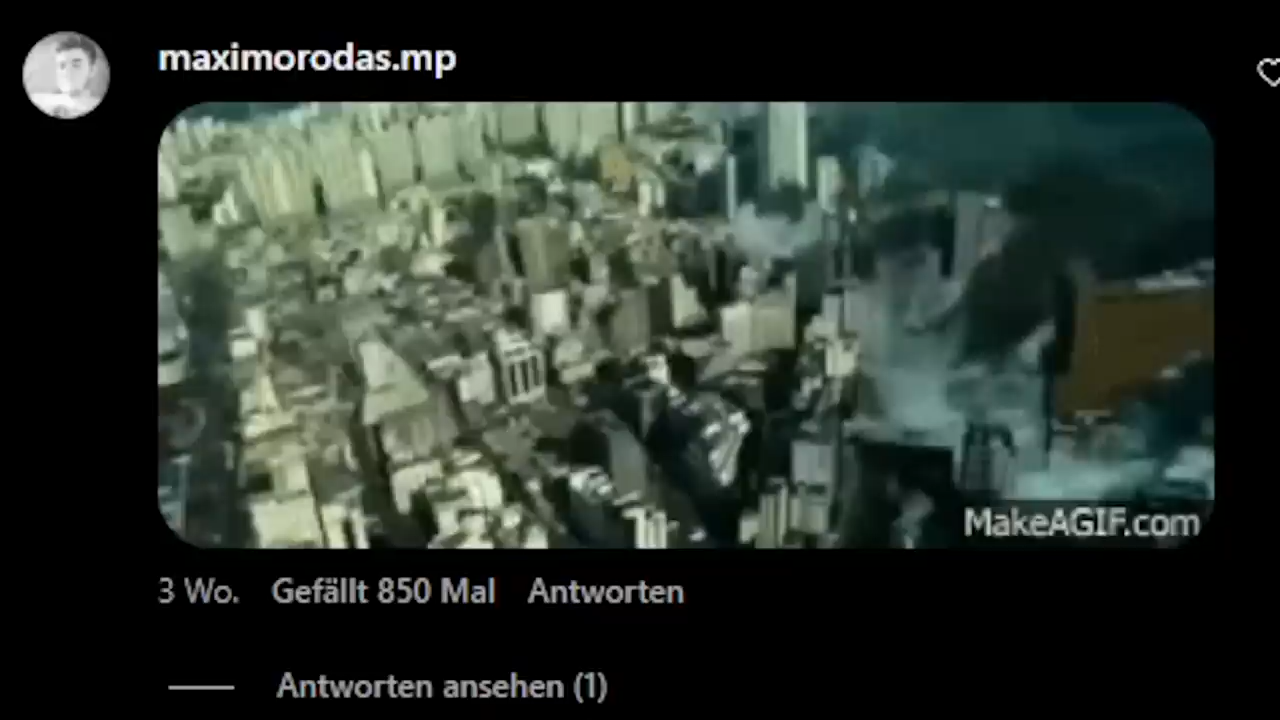 maximorodas.mp
MakeAGIF.com
3 Wo. Gefällt 850 Mal Antworten
Antworten ansehen (1)